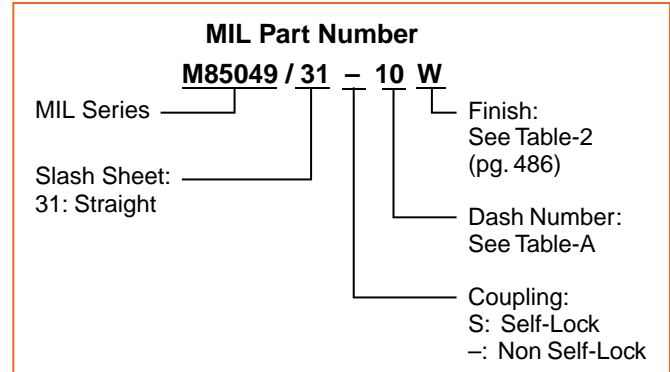 MIL Part Number
M85049 / 31 – 10 W
MIL Series
Slash Sheet:
31: Straight
Finish:
See Table-2
(pg. 486)
Dash Number:
See Table-A
Coupling:
S: Self-Lock
–: Non Self-Lock